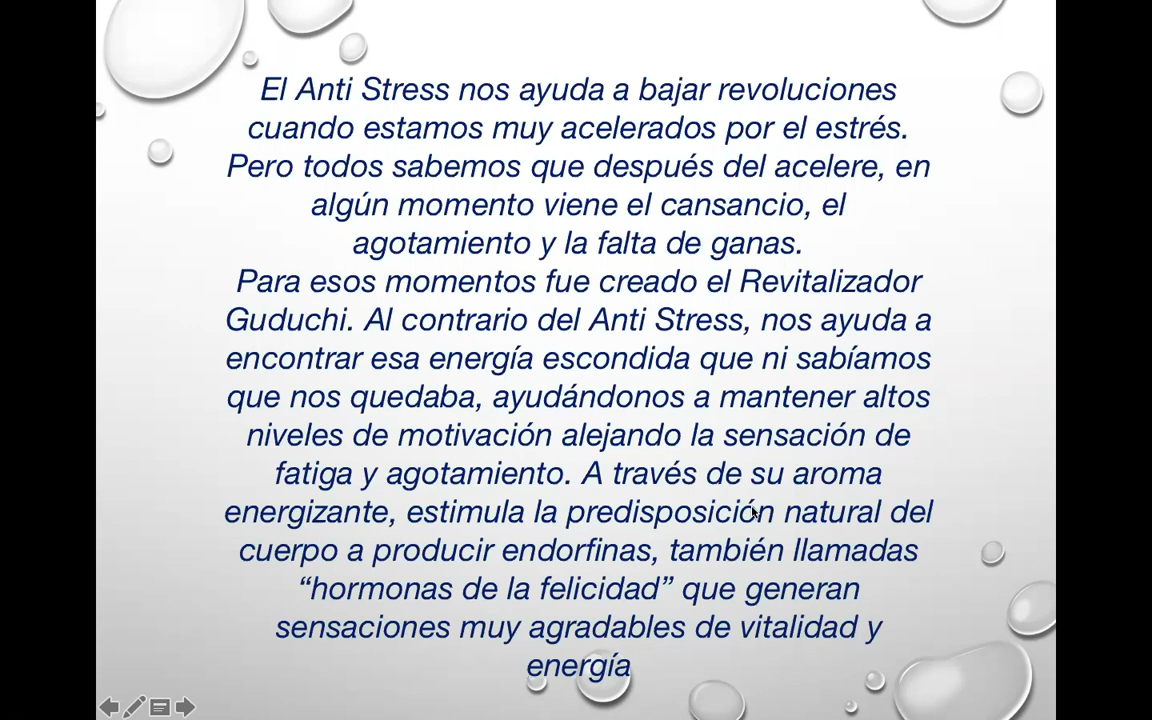 El Anti Stress nos ayuda a bajar revoluciones
cuando estamos muy acelerados por el estrés.
Pero todos sabemos que después del acelere, en
algún momento viene el cansancio, el
agotamiento y la falta de ganas.
Para esos momentos fue creado el Revitalizador
Guduchi. Al contrario del Anti Stress, nos ayuda a
encontrar esa energía escondida que ni sabíamos
que nos quedaba, ayudándonos a mantener altos
niveles de motivación alejando la sensación de
fatiga y agotamiento. A través de su aroma
energizante, estimula la predisposición natural del
cuerpo a producir endorfinas, también llamadas
“hormonas de la felicidad” que generan
sensaciones muy agradables de vitalidad y
energía